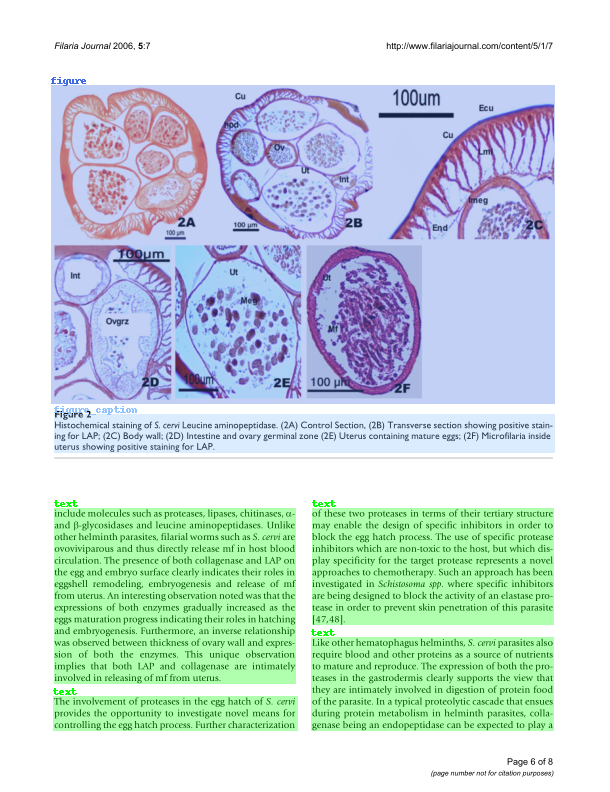 Filaria Journal 2006, 5:7
http://www.filariajournal.com/content/5/1/7
figure
Cu
hpd
Ov
Ut
Int
2A
100 µm
100 µm
2B
100um
Ecu
Cu
Lml
Imeg
End
2C
100µm
Int
Ovgrz
2D
Ut
Meg
100µm
2E
Ut
Mf
100 µm
2F
figure_caption
Figure 2
Histochemical staining of S. cervi Leucine aminopeptidase. (2A) Control Section, (2B) Transverse section showing positive stain-
ing for LAP; (2C) Body wall; (2D) Intestine and ovary germinal zone (2E) Uterus containing mature eggs; (2F) Microfilaria inside
uterus showing positive staining for LAP.
text
include molecules such as proteases, lipases, chitinases, α-
and β-glycosidases and leucine aminopeptidases. Unlike
other helminth parasites, filarial worms such as S. cervi are
ovoviviparous and thus directly release mf in host blood
circulation. The presence of both collagenase and LAP on
the egg and embryo surface clearly indicates their roles in
eggshell remodeling, embryogenesis and release of mf
from uterus. An interesting observation noted was that the
expressions of both enzymes gradually increased as the
eggs maturation progress indicating their roles in hatching
and embryogenesis. Furthermore, an inverse relationship
was observed between thickness of ovary wall and expres-
sion of both the enzymes. This unique observation
implies that both LAP and collagenase are intimately
involved in releasing of mf from uterus.
text
The involvement of proteases in the egg hatch of S. cervi
provides the opportunity to investigate novel means for
controlling the egg hatch process. Further characterization
text
of these two proteases in terms of their tertiary structure
may enable the design of specific inhibitors in order to
block the egg hatch process. The use of specific protease
inhibitors which are non-toxic to the host, but which dis-
play specificity for the target protease represents a novel
approaches to chemotherapy. Such an approach has been
investigated in Schistosoma spp. where specific inhibitors
are being designed to block the activity of an elastase pro-
tease in order to prevent skin penetration of this parasite
[47,48].
text
Like other hematophagus helminths, S. cervi parasites also
require blood and other proteins as a source of nutrients
to mature and reproduce. The expression of both the pro-
teases in the gastrodermis clearly supports the view that
they are intimately involved in digestion of protein food
of the parasite. In a typical proteolytic cascade that ensues
during protein metabolism in helminth parasites, colla-
genase being an endopeptidase can be expected to play a
Page 6 of 8
(page number not for citation purposes)